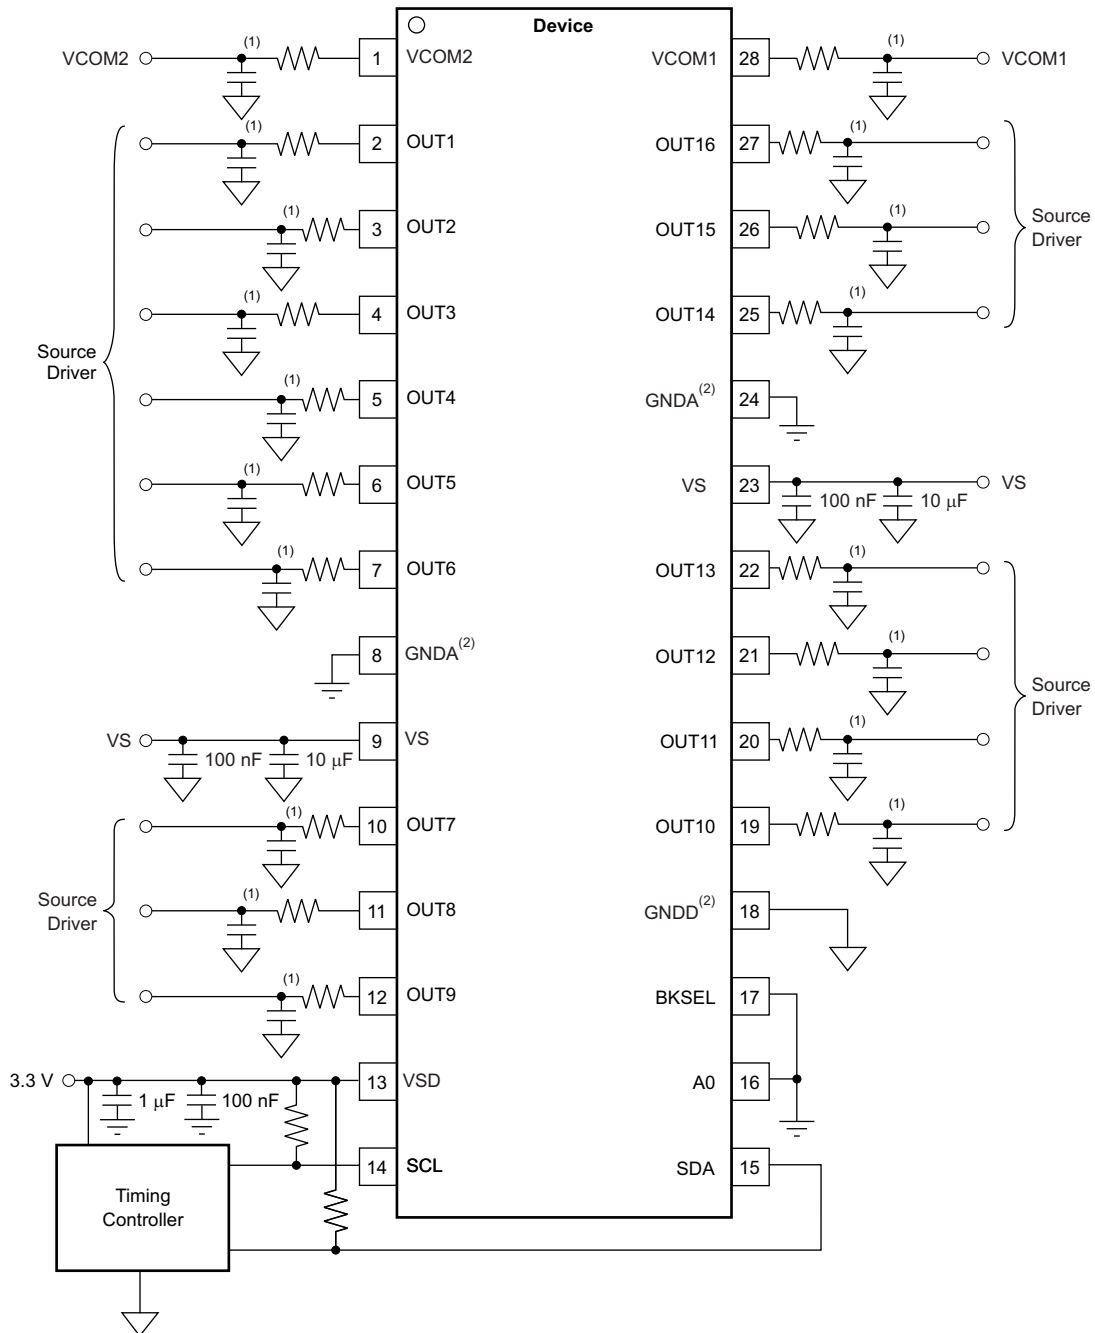 Device
VCOM2
(1)
1
VCOM2
(1)
2
OUT1
(1)
3
OUT2
(1)
4
OUT3
Source
Driver
(1)
5
OUT4
(1)
6
OUT5
(1)
7
OUT6
8
GNDA(2)
VS
100 nF
10 μF
9
VS
(1)
10
OUT7
Source
Driver
(1)
11
OUT8
(1)
12
OUT9
3.3 V
1 μF
100 nF
13
VSD
14
SCL
Timing
Controller
VCOM1
28
(1)
VCOM1
OUT16
27
(1)
OUT15
26
(1)
Source
Driver
OUT14
25
(1)
GNDA(2)
24
VS
23
100 nF
10 μF
VS
OUT13
22
(1)
OUT12
21
(1)
Source
Driver
OUT11
20
(1)
OUT10
19
(1)
GNDD(2)
18
BKSEL
17
A0
16
SDA
15